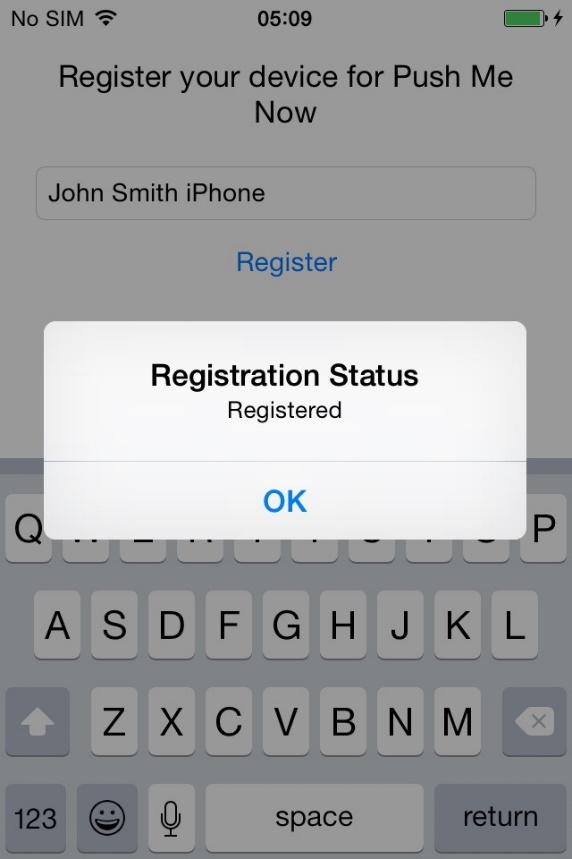 No SIM 05:09
Register your device for Push Me
Now
John Smith iPhone
Register
Registration Status
Registered
OK
Q P
A S D F G H J K L
Z X C V B N M
123 space return